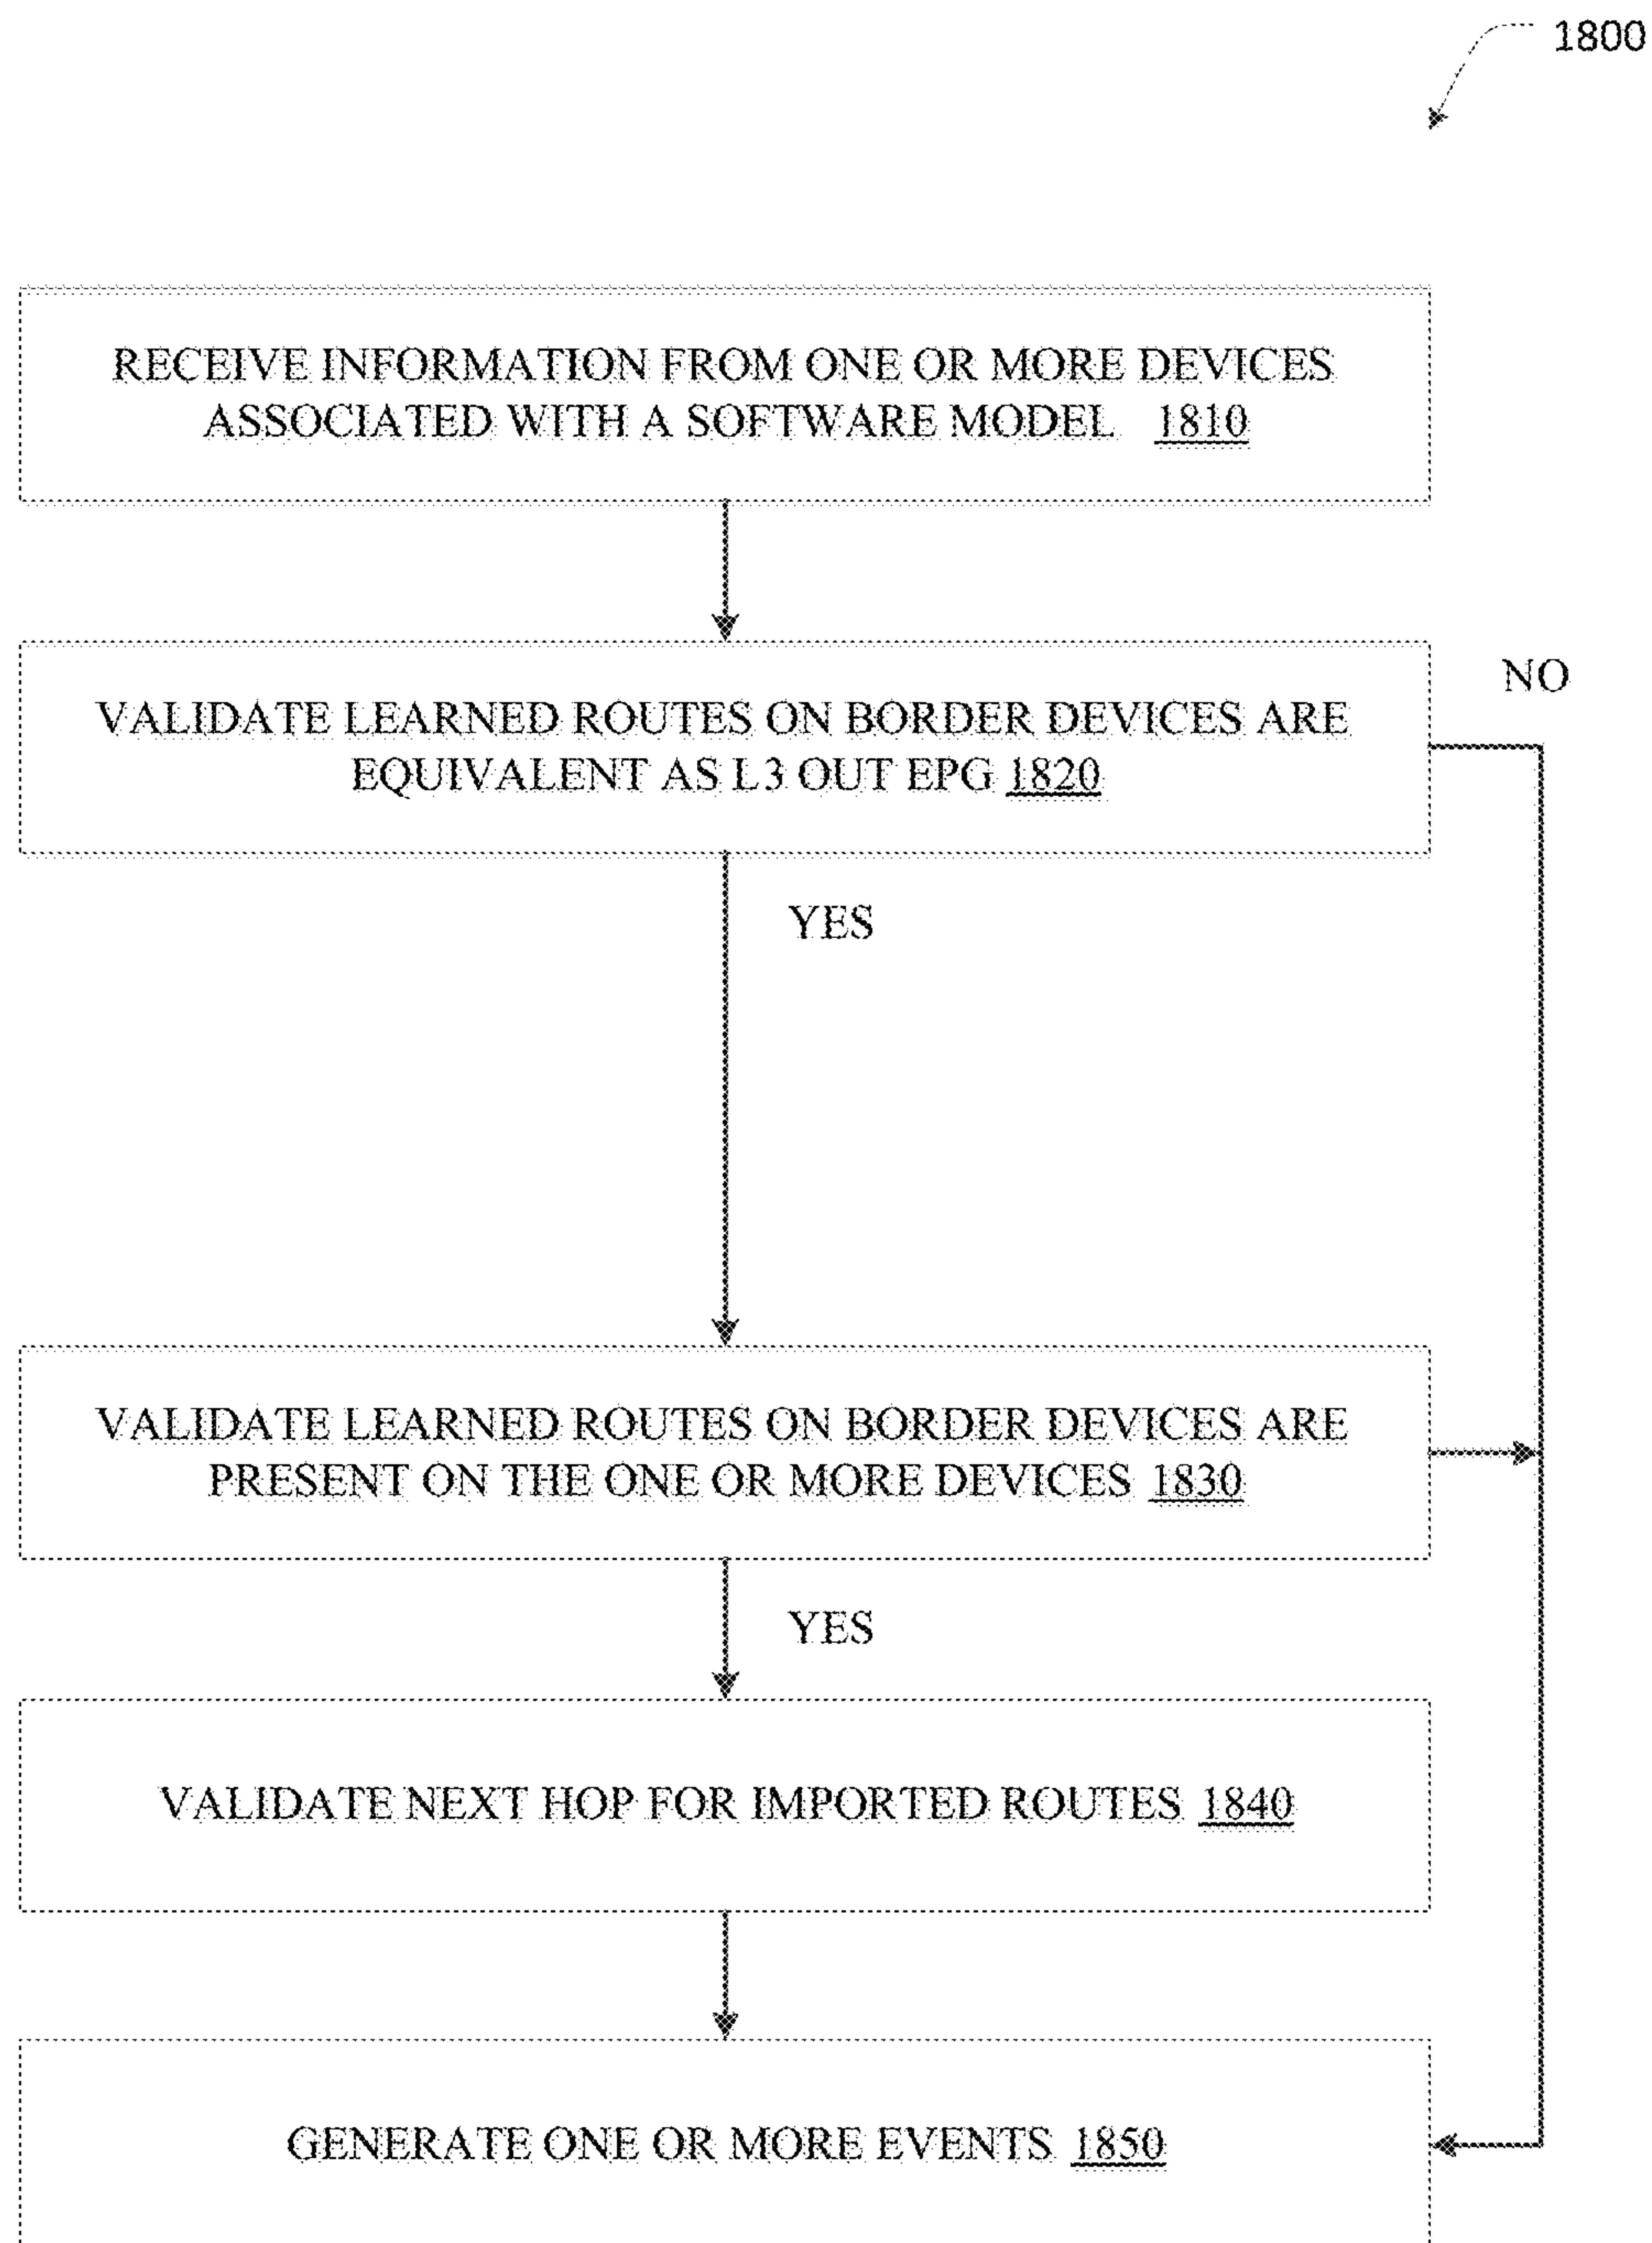 1800
RECEIVE INFORMATION FROM ONE OR MORE DEVICES
ASSOCIATED WITH A SOFTWARE MODEL 1810
VALIDATE LEARNED ROUTES ON BORDER DEVICES ARE
EQUIVALENT AS L3 OUT EPG 1820
NO
YES
VALIDATE LEARNED ROUTES ON BORDER DEVICES ARE
PRESENT ON THE ONE OR MORE DEVICES 1830
YES
VALIDATE NEXT HOP FOR IMPORTED ROUTES 1840
GENERATE ONE OR MORE EVENTS 1850